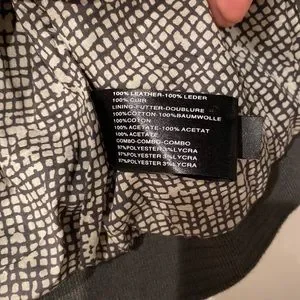 100% LEATHER-100% LEDER
100% CUIR
LINING-FUTTER-DOUBLURE
100%COTTON-100%BAUMWOLLE
100%COTON
100% ACETATE-100% ACETAT
100% ACETATE
COMBO-COMBO-COMBO
97%POLYESTER 3%LYCRA
97%POLYESTER 3%LYCRA
97%POLYESTER 3%LYCRA